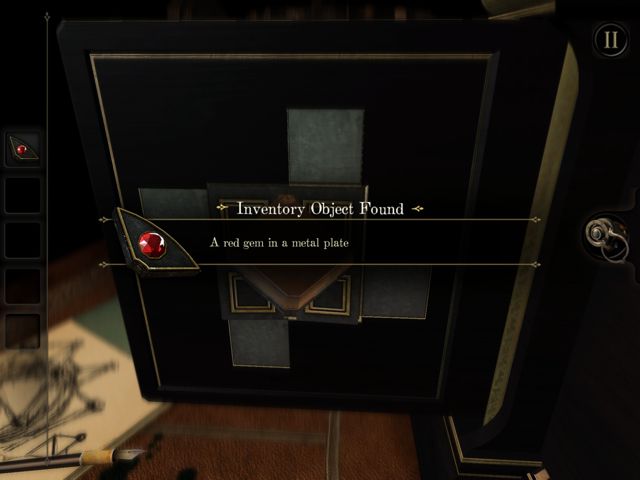 Inventory Object Found
A red gem in a metal plate